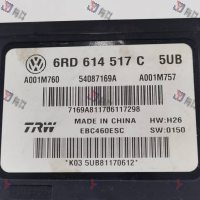 6RD 614 517 C 5UB
A001M760 54087169A A001M757
7169A811706117298
MADE IN CHINA HW:H26
TRW EBC460ESC SW:0150
*K03 5UB81170612*